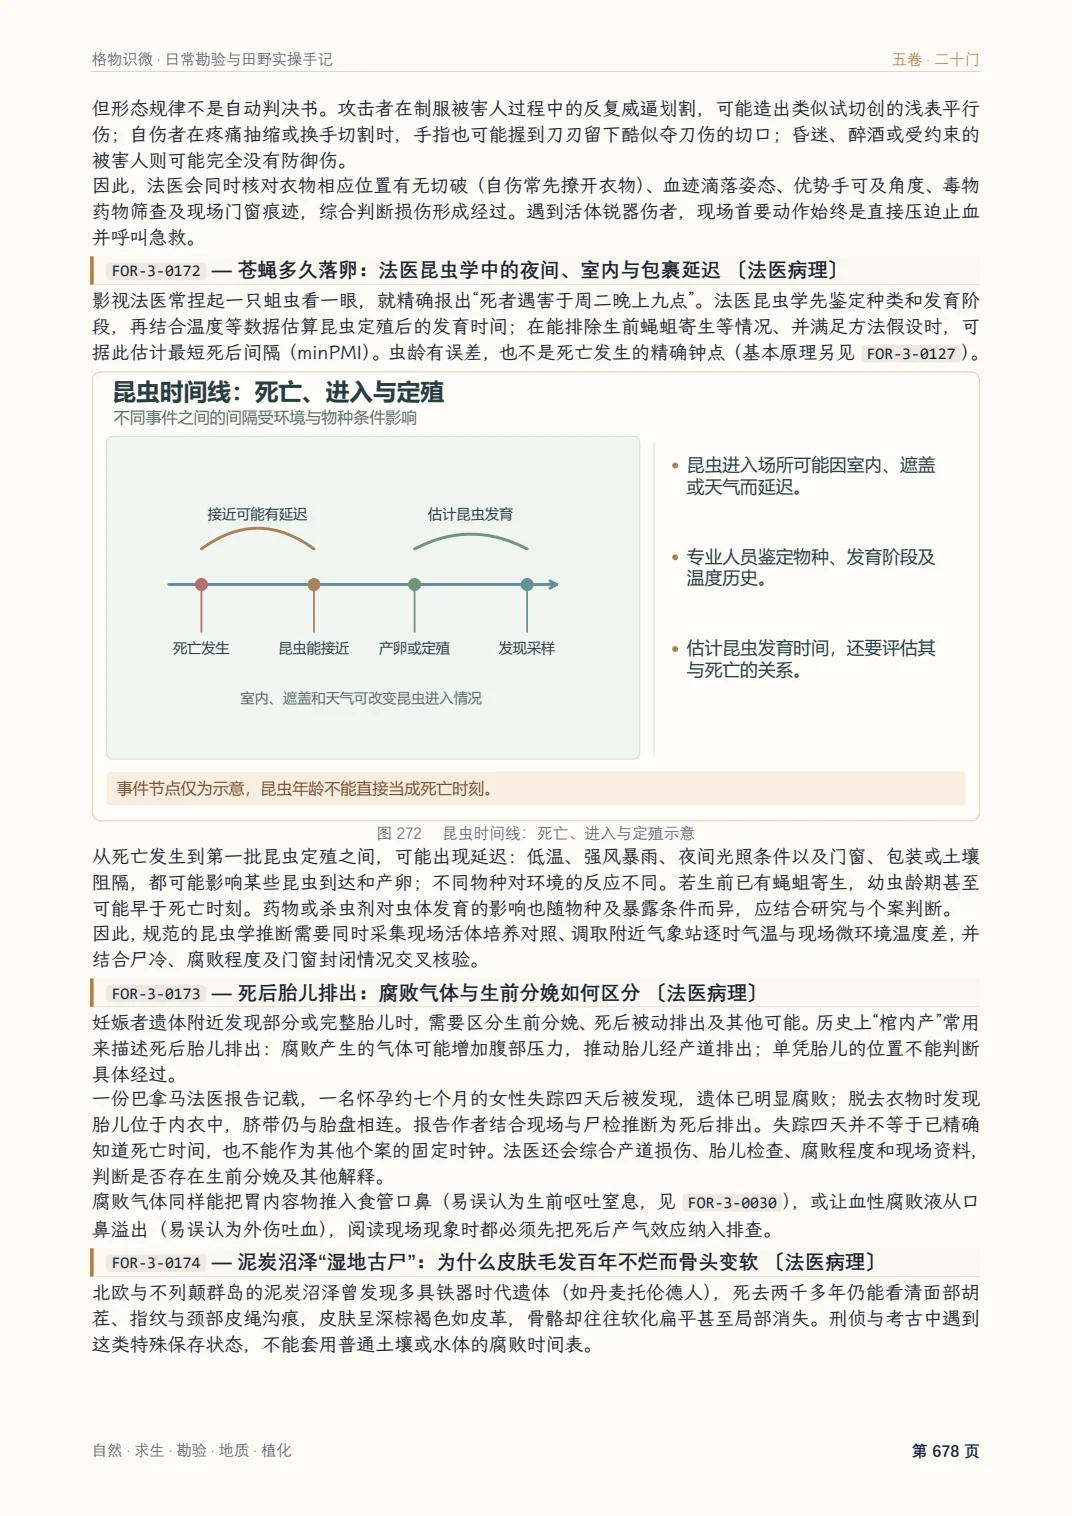 格物识微 · 日常勘验与田野实操手记
五卷 · 二十门
但形态规律不是自动判决书。攻击者在制服被害人过程中的反复威逼划割，可能造出类似试切创的浅表平行
伤；自伤者在疼痛抽缩或换手切割时，手指也可能握到刀刃留下酷似夺刀伤的切口；昏迷、醉酒或受约束的
被害人则可能完全没有防御伤。
因此，法医会同时核对衣物相应位置有无切破（自伤常先撩开衣物）、血迹滴落姿态、优势手可及角度、毒物
药物筛查及现场门窗痕迹，综合判断损伤形成经过。遇到活体锐器伤者，现场首要动作始终是直接压迫止血
并呼叫急救。
FOR-3-0172 — 苍蝇多久落卵：法医昆虫学中的夜间、室内与包裹延迟 〔法医病理〕
影视法医常捏起一只蛆虫看一眼，就精确报出“死者遇害于周二晚上九点”。法医昆虫学先鉴定种类和发育阶
段，再结合温度等数据估算昆虫定殖后的发育时间；在能排除生前蝇蛆寄生等情况、并满足方法假设时，可
据此估计最短死后间隔（minPMI）。虫龄有误差，也不是死亡发生的精确钟点（基本原理另见 FOR-3-0127）。
昆虫时间线：死亡、进入与定殖
不同事件之间的间隔受环境与物种条件影响
接近可能有延迟
估计昆虫发育
死亡发生
昆虫能接近
产卵或定殖
发现采样
室内、遮盖和天气可改变昆虫进入情况
• 昆虫进入场所可能因室内、遮盖
或天气而延迟。
• 专业人员鉴定物种、发育阶段及
温度历史。
• 估计昆虫发育时间，还要评估其
与死亡的关系。
事件节点仅为示意，昆虫年龄不能直接当成死亡时刻。
图 272 昆虫时间线：死亡、进入与定殖示意
从死亡发生到第一批昆虫定殖之间，可能出现延迟：低温、强风暴雨、夜间光照条件以及门窗、包装或土壤
阻隔，都可能影响某些昆虫到达和产卵；不同物种对环境的反应不同。若生前已有蝇蛆寄生，幼虫龄期甚至
可能早于死亡时刻。药物或杀虫剂对虫体发育的影响也随物种及暴露条件而异，应结合研究与个案判断。
因此，规范的昆虫学推断需要同时采集现场活体培养对照、调取附近气象站逐时气温与现场微环境温度差，并
结合尸冷、腐败程度及门窗封闭情况交叉核验。
FOR-3-0173 — 死后胎儿排出：腐败气体与生前分娩如何区分 〔法医病理〕
妊娠者遗体附近发现部分或完整胎儿时，需要区分生前分娩、死后被动排出及其他可能。历史上“棺内产”常用
来描述死后胎儿排出：腐败产生的气体可能增加腹部压力，推动胎儿经产道排出；单凭胎儿的位置不能判断
具体经过。
一份巴拿马法医报告记载，一名怀孕约七个月的女性失踪四天后被发现，遗体已明显腐败；脱去衣物时发现
胎儿位于内衣中，脐带仍与胎盘相连。报告作者结合现场与尸检推断为死后排出。失踪四天并不等于已精确
知道死亡时间，也不能作为其他个案的固定时钟。法医还会综合产道损伤、胎儿检查、腐败程度和现场资料，
判断是否存在生前分娩及其他解释。
腐败气体同样能把胃内容物推入食管口鼻（易误认为生前呕吐窒息，见 FOR-3-0030），或让血性腐败液从口
鼻溢出（易误认为外伤吐血），阅读现场现象时都必须先把死后产气效应纳入排查。
FOR-3-0174 — 泥炭沼泽“湿地古尸”：为什么皮肤毛发百年不烂而骨头变软 〔法医病理〕
北欧与不列颠群岛的泥炭沼泽曾发现多具铁器时代遗体（如丹麦托伦德人），死去两千多年仍能看清面部胡
茬、指纹与颈部皮绳沟痕，皮肤呈深棕褐色如皮革，骨骼却往往软化扁平甚至局部消失。刑侦与考古中遇到
这类特殊保存状态，不能套用普通土壤或水体的腐败时间表。
自然 · 求生 · 勘验 · 地质 · 植化
第 678 页